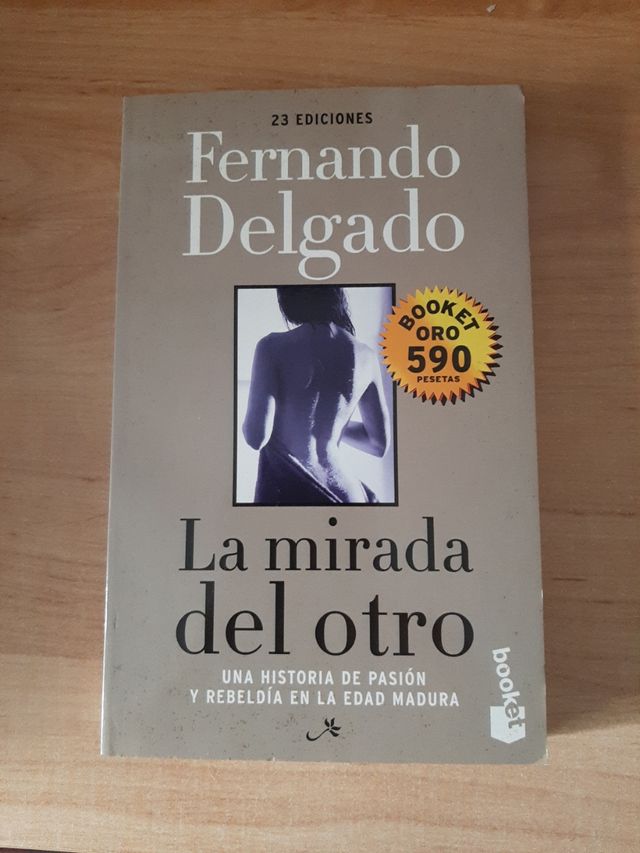 23 EDICIONES
Fernando
Delgado
BOOKET
ORO
590
PESETAS
La mirada
del otro
UNA HISTORIA DE PASIÓN
Y REBELDÍA EN LA EDAD MADURA
booket